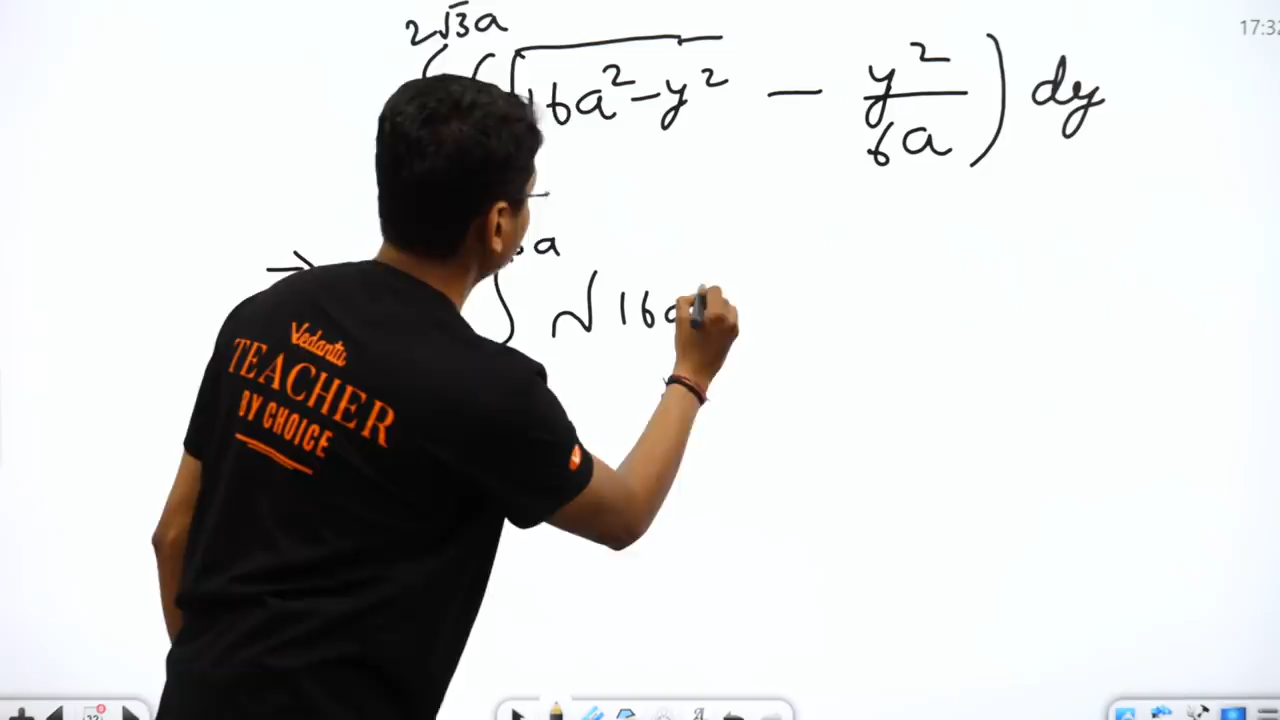 17:32
2√3a
∫ (√16a²-y² - y²/6a) dy
→ a
∫ √16a
Vedantu
TEACHER
BY CHOICE